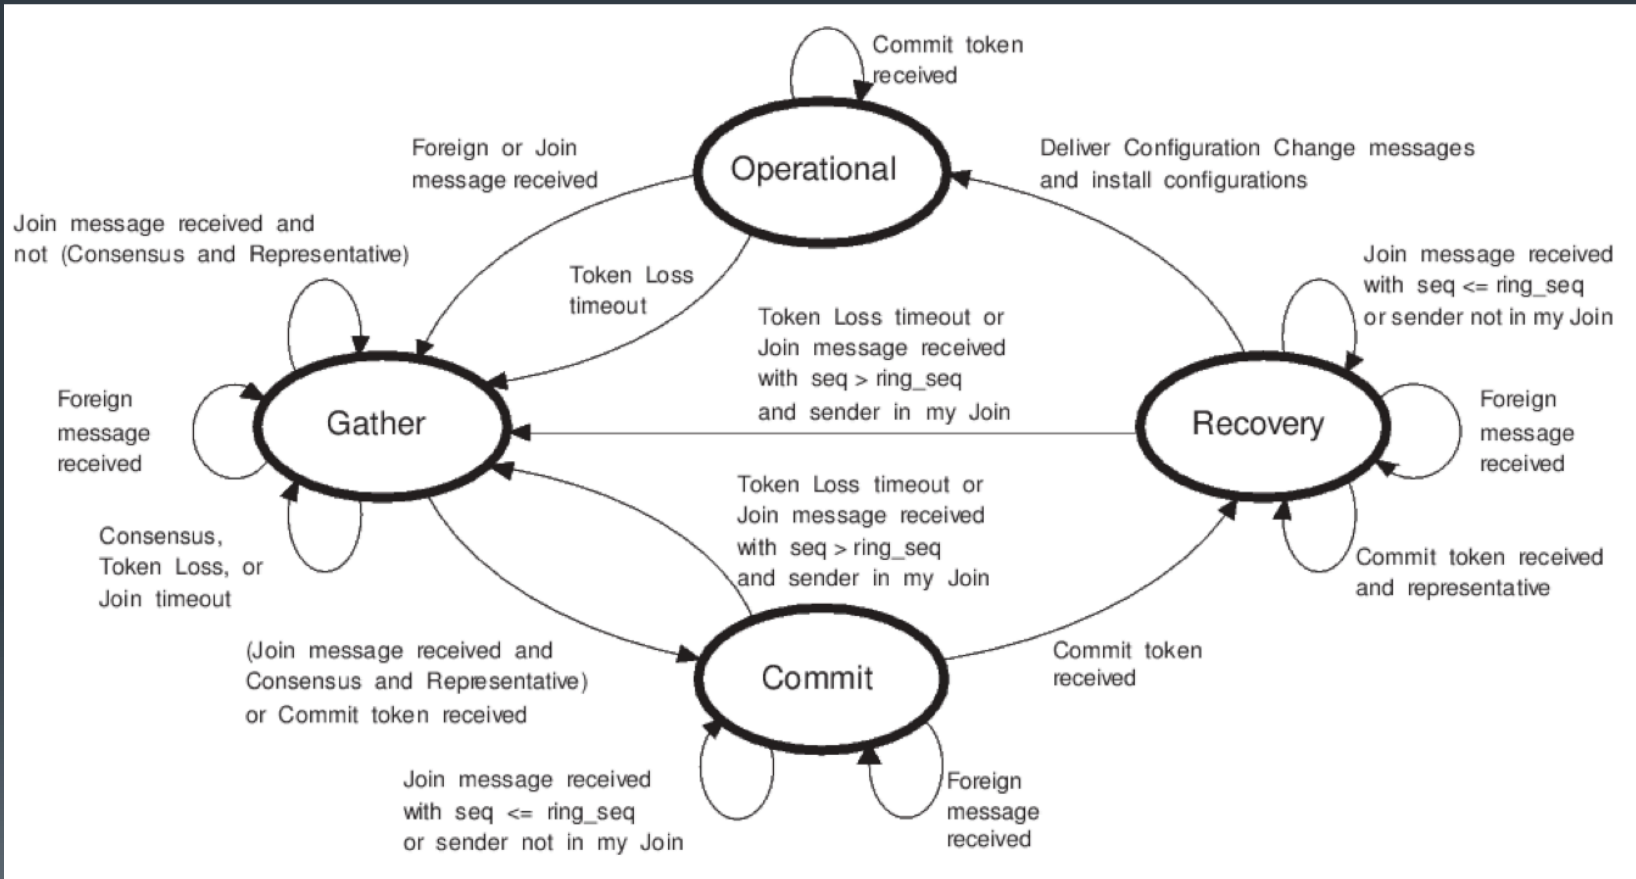 Commit token
received
Operational
Foreign or Join
message received
Deliver Configuration Change messages
and install configurations
Join message received and
not (Consensus and Representative)
Token Loss
timeout
Join message received
with seq <= ring_seq
or sender not in my Join
Token Loss timeout or
Join message received
with seq > ring_seq
and sender in my Join
Foreign
message
received
Gather
Recovery
Foreign
message
received
Token Loss timeout or
Join message received
with seq > ring_seq
and sender in my Join
Consensus,
Token Loss, or
Join timeout
Commit token received
and representative
(Join message received and
Consensus and Representative)
or Commit token received
Commit
Commit token
received
Join message received
with seq <= ring_seq
or sender not in my Join
Foreign
message
received